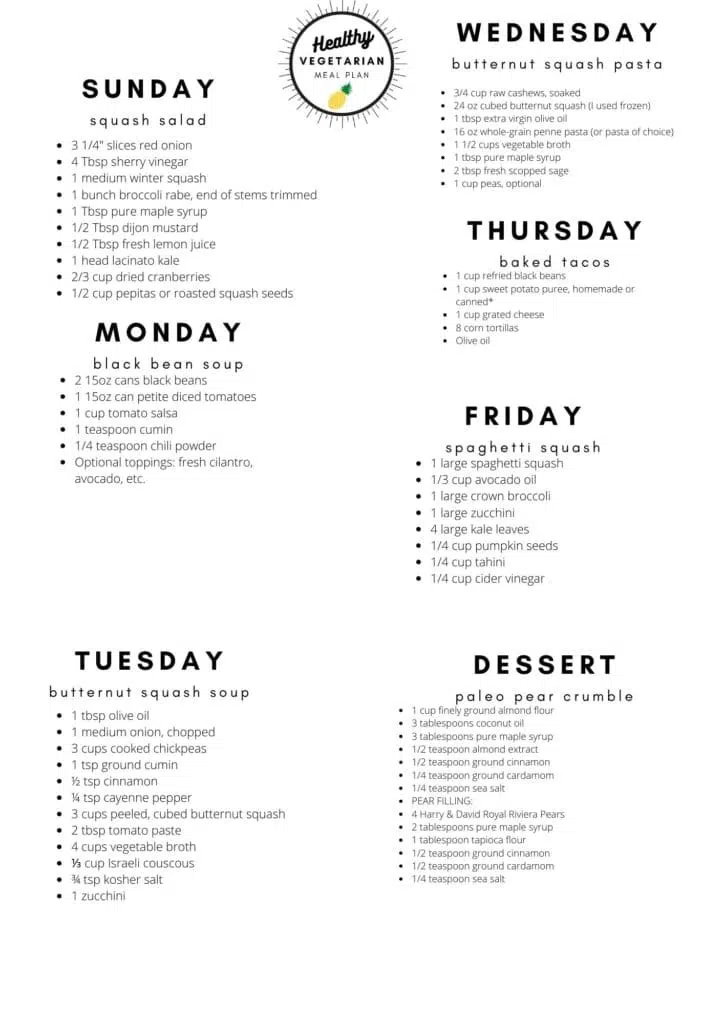 Healthy
VEGETARIAN
MEAL PLAN
SUNDAY
squash salad
3 1/4" slices red onion
4 Tbsp sherry vinegar
1 medium winter squash
1 bunch broccoli rabe, end of stems trimmed
1 Tbsp pure maple syrup
1/2 Tbsp dijon mustard
1/2 Tbsp fresh lemon juice
1 head lacinato kale
2/3 cup dried cranberries
1/2 cup pepitas or roasted squash seeds
MONDAY
black bean soup
2 15oz cans black beans
1 15oz can petite diced tomatoes
1 cup tomato salsa
1 teaspoon cumin
1/4 teaspoon chili powder
Optional toppings: fresh cilantro,
avocado, etc.
TUESDAY
butternut squash soup
1 tbsp olive oil
1 medium onion, chopped
3 cups cooked chickpeas
1 tsp ground cumin
½ tsp cinnamon
¼ tsp cayenne pepper
3 cups peeled, cubed butternut squash
2 tbsp tomato paste
4 cups vegetable broth
⅓ cup Israeli couscous
¾ tsp kosher salt
1 zucchini
WEDNESDAY
butternut squash pasta
3/4 cup raw cashews, soaked
24 oz cubed butternut squash (I used frozen)
1 tbsp extra virgin olive oil
16 oz whole-grain penne pasta (or pasta of choice)
1 1/2 cups vegetable broth
1 tbsp pure maple syrup
2 tbsp fresh scopped sage
1 cup peas, optional
THURSDAY
baked tacos
1 cup refried black beans
1 cup sweet potato puree, homemade or
canned*
1 cup grated cheese
8 corn tortillas
Olive oil
FRIDAY
spaghetti squash
1 large spaghetti squash
1/3 cup avocado oil
1 large crown broccoli
1 large zucchini
4 large kale leaves
1/4 cup pumpkin seeds
1/4 cup tahini
1/4 cup cider vinegar
DESSERT
paleo pear crumble
1 cup finely ground almond flour
3 tablespoons coconut oil
3 tablespoons pure maple syrup
1/2 teaspoon almond extract
1/2 teaspoon ground cinnamon
1/4 teaspoon ground cardamom
1/4 teaspoon sea salt
PEAR FILLING:
4 Harry & David Royal Riviera Pears
2 tablespoons pure maple syrup
1 tablespoon tapioca flour
1/2 teaspoon ground cinnamon
1/2 teaspoon ground cardamom
1/4 teaspoon sea salt